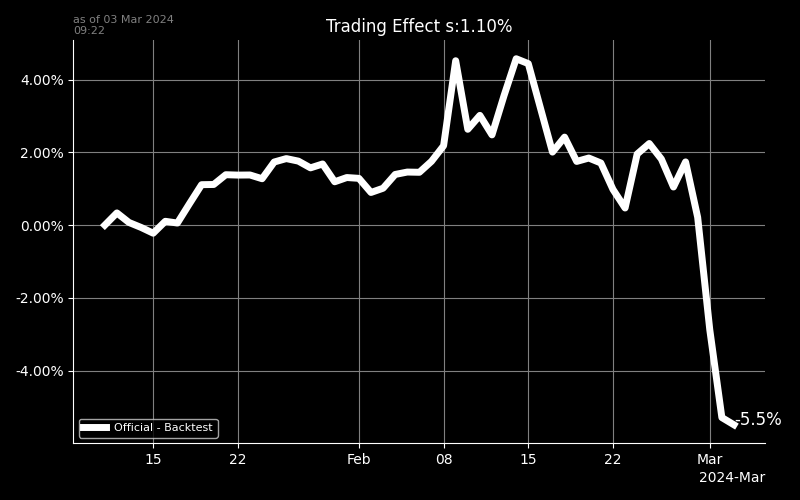 as of 03 Mar 2024
09:22
Trading Effect s:1.10%
4.00%
2.00%
0.00%
-2.00%
-4.00%
-5.5%
Official - Backtest
15
22
Feb
08
15
22
Mar
2024-Mar